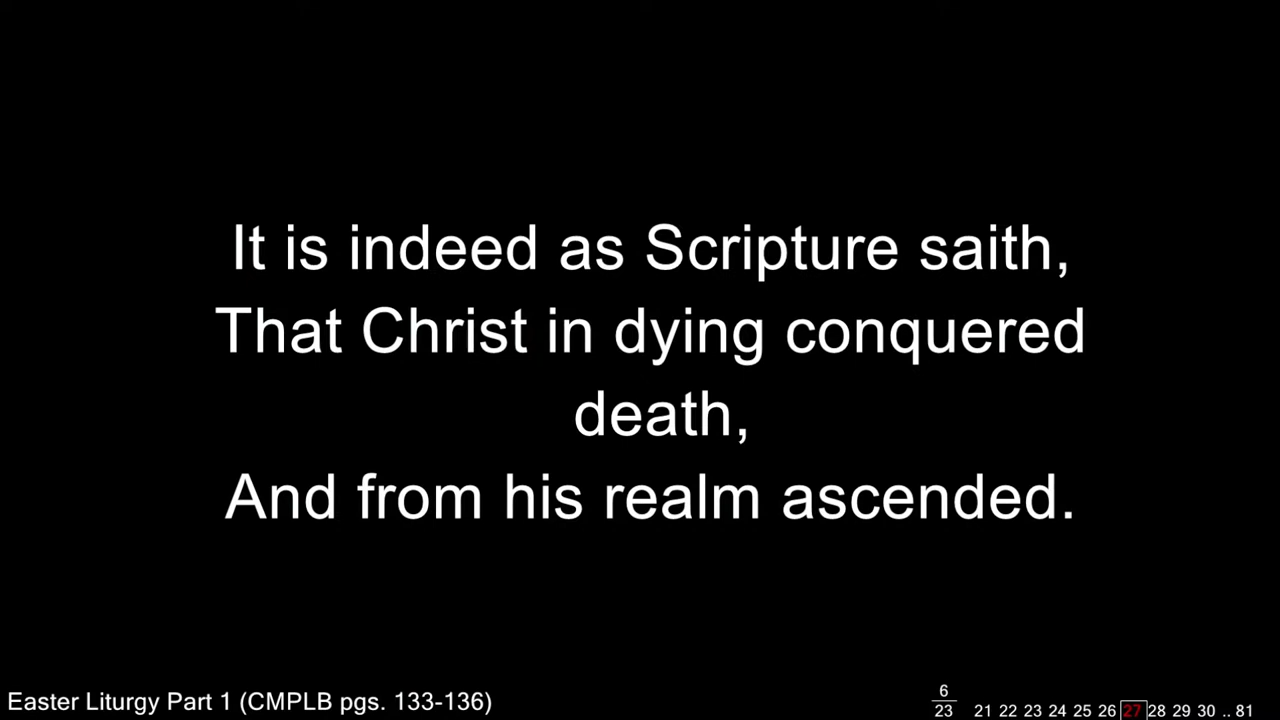 It is indeed as Scripture saith,
That Christ in dying conquered
death,
And from his realm ascended.
Easter Liturgy Part 1 (CMPLB pgs. 133-136)
6
23
21 22 23 24 25 26 27 28 29 30 .. 81